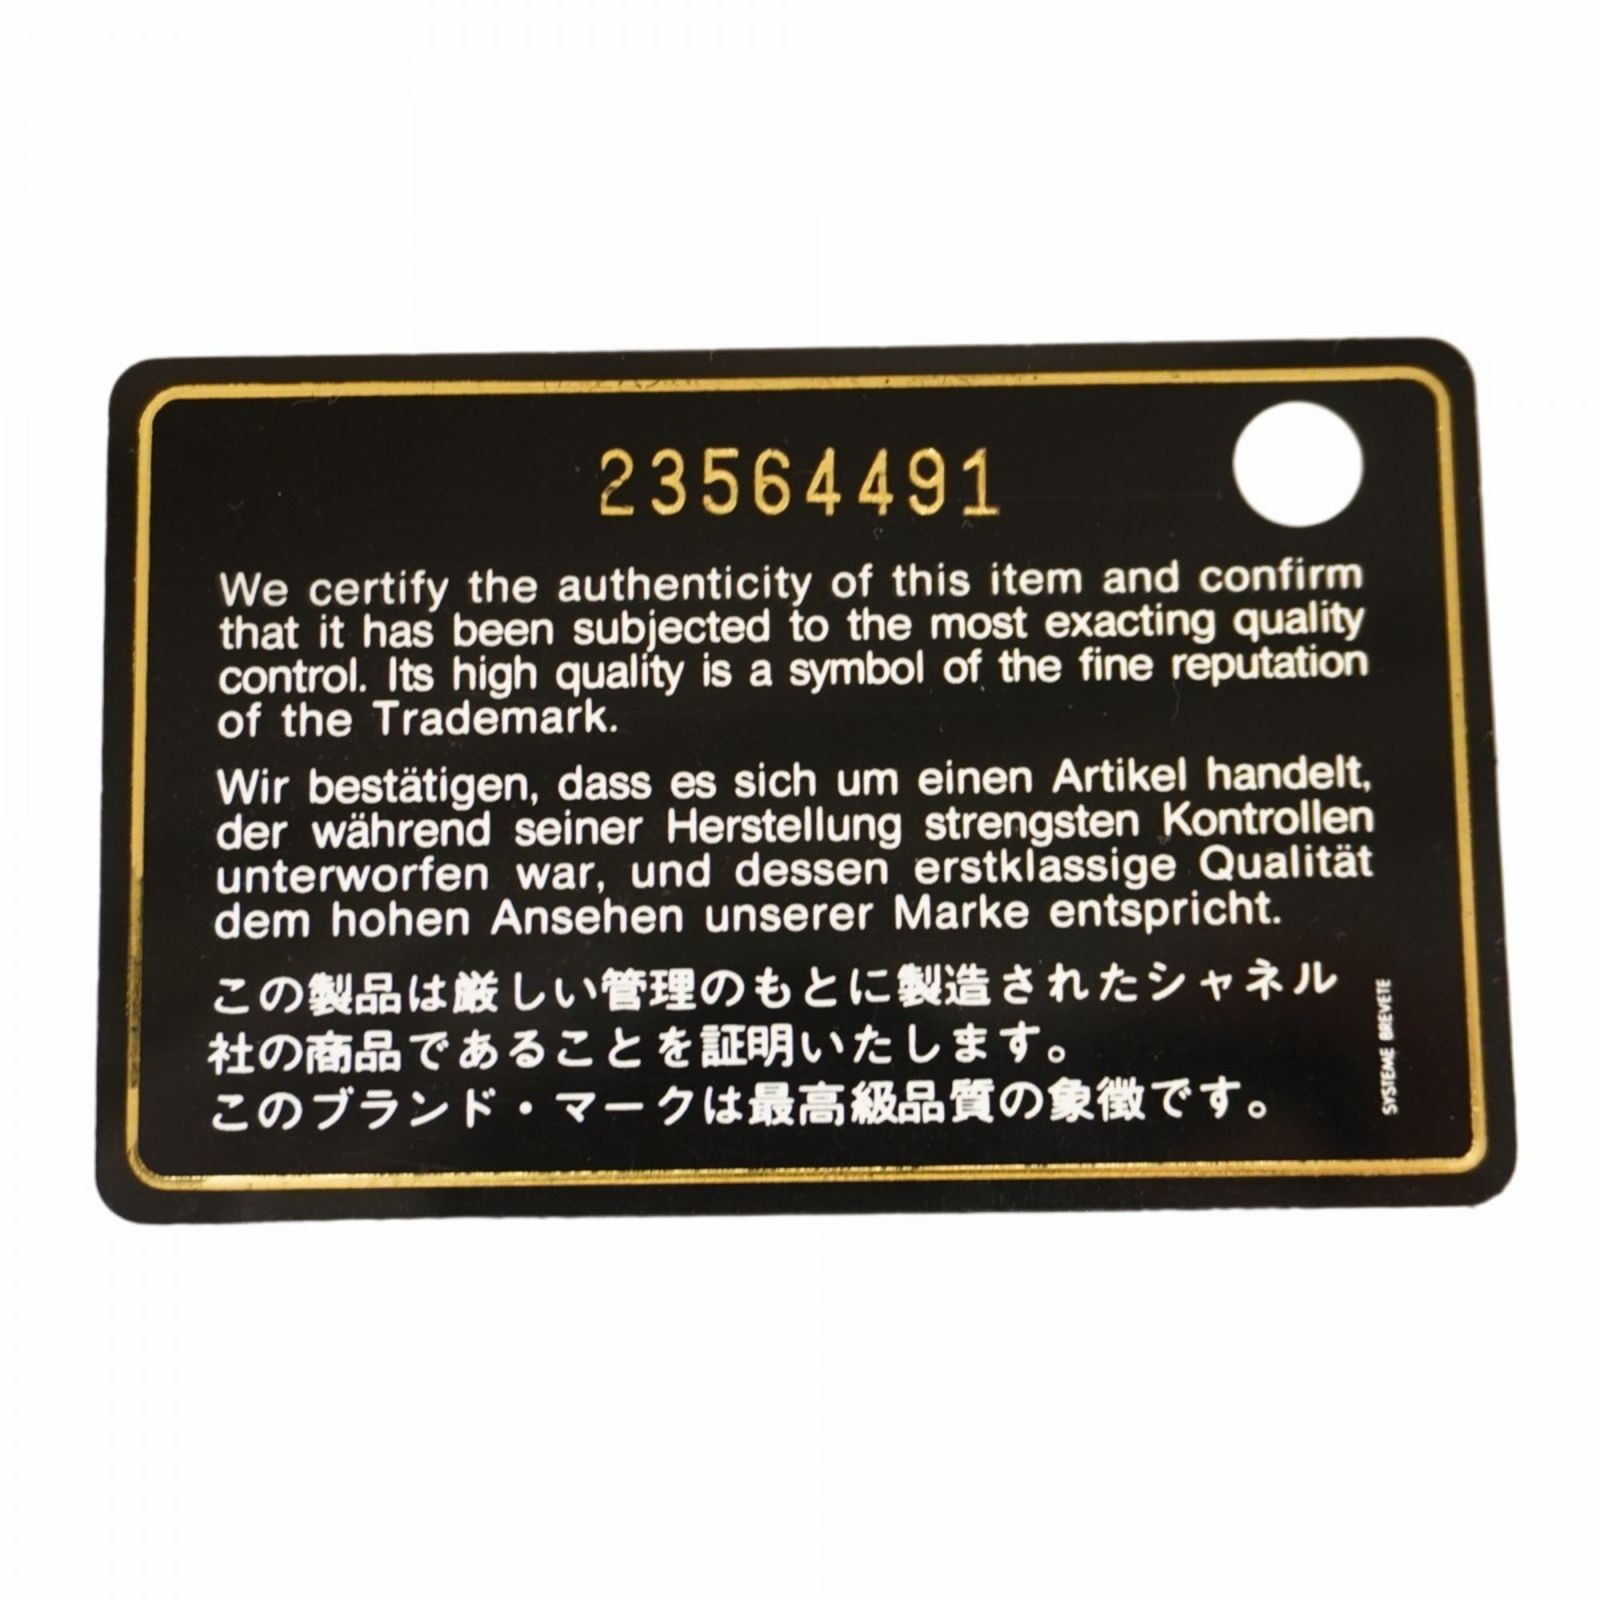 23564491
We certify the authenticity of this item and confirm
that it has been subjected to the most exacting quality
control. Its high quality is a symbol of the fine reputation
of the Trademark.
Wir bestätigen, dass es sich um einen Artikel handelt,
der während seiner Herstellung strengsten Kontrollen
unterworfen war, und dessen erstklassige Qualität
dem hohen Ansehen unserer Marke entspricht.
この製品は厳しい管理のもとに製造されたシャネル
社の商品であることを証明いたします。
このブランド・マークは最高級品質の象徴です。
SYSTEME BREVETE